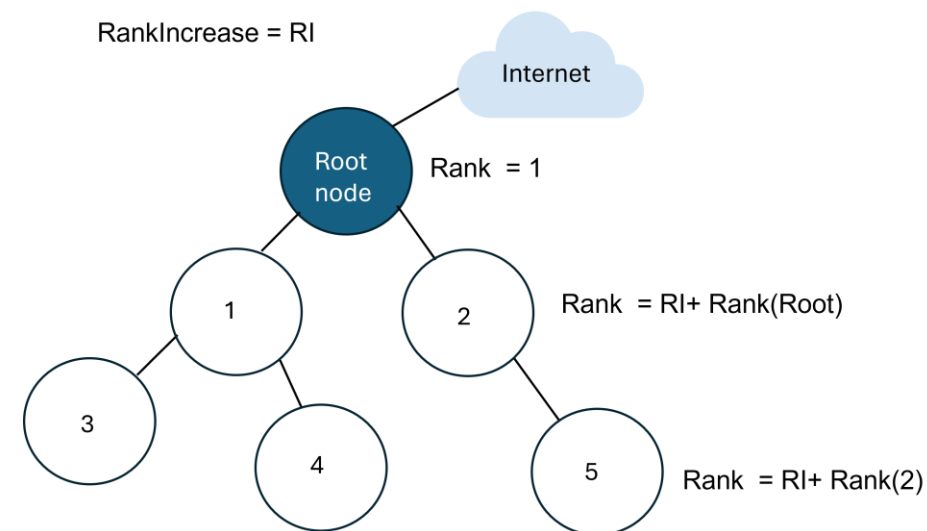 RankIncrease = RI
Internet
Root
node
Rank = 1
1
2
Rank = RI+ Rank(Root)
3
4
5
Rank = RI+ Rank(2)